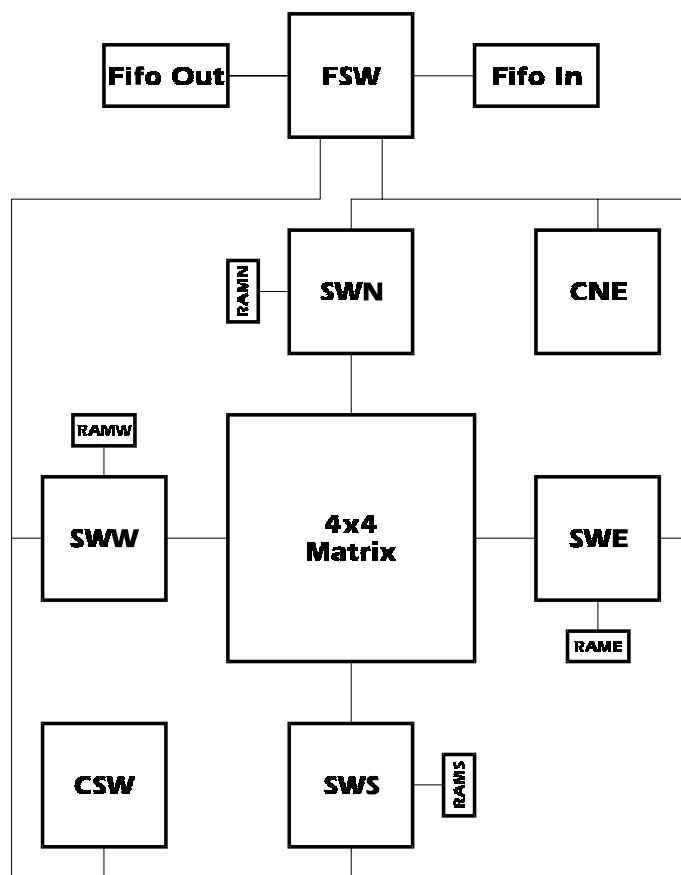 Fifo Out
FSW
Fifo In
RAMN
SWN
CNE
RAMW
SWW
4x4
Matrix
SWE
RAME
CSW
SWS
RAMS